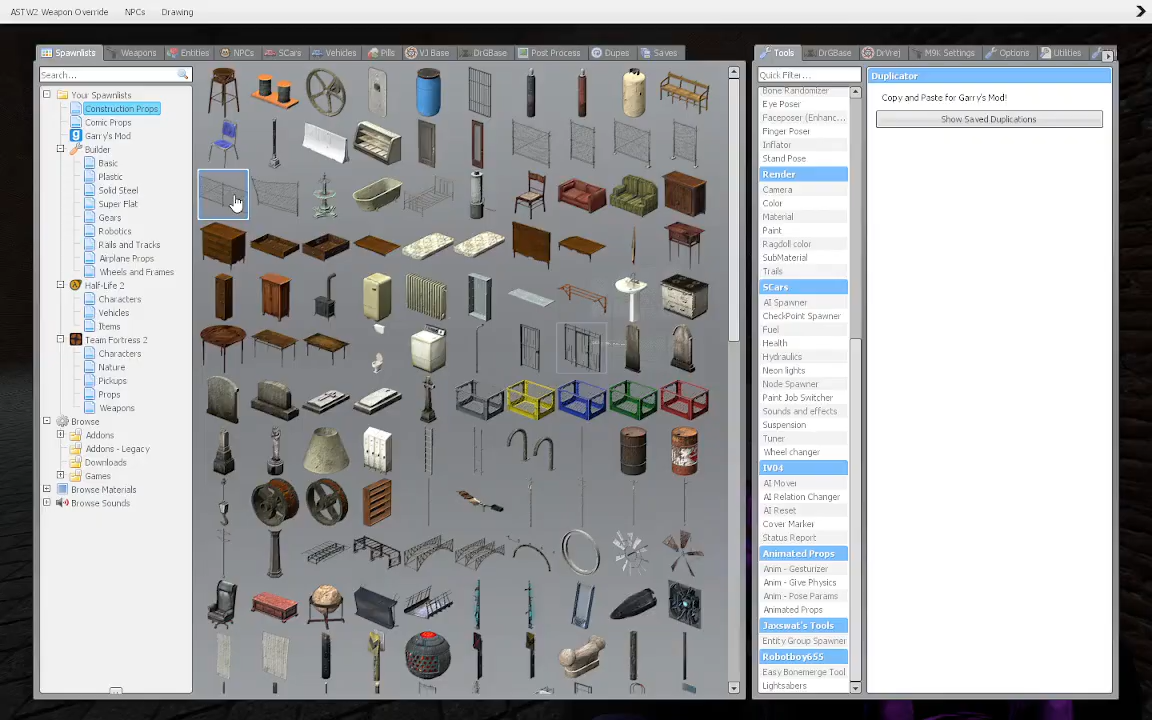 ASTW2 Weapon Override NPCs Drawing
Spawnlists Weapons Entities NPCs SCars Vehicles Pills VJ Base DrGBase Post Process Dupes Saves
Search...
Your Spawnlists
Construction Props
Comic Props
Garry's Mod
Builder
Basic
Plastic
Solid Steel
Super Flat
Gears
Robotics
Rails and Tracks
Airplane Props
Wheels and Frames
Half-Life 2
Characters
Vehicles
Items
Team Fortress 2
Characters
Nature
Pickups
Props
Weapons
Browse
Addons
Addons - Legacy
Downloads
Games
Browse Materials
Browse Sounds
Tools DrGBase DrVrej M9K Settings Options Utilities
Quick Filter...
Bone Randomizer
Eye Poser
Faceposer (Enhanc...
Finger Poser
Inflator
Stand Pose
Render
Camera
Color
Material
Paint
Ragdoll color
SubMaterial
Trails
SCars
AI Spawner
CheckPoint Spawner
Fuel
Health
Hydraulics
Neon lights
Node Spawner
Paint Job Switcher
Sounds and effects
Suspension
Tuner
Wheel changer
IV04
AI Mover
AI Relation Changer
AI Reset
Cover Marker
Status Report
Animated Props
Anim - Gesturizer
Anim - Give Physics
Anim - Pose Params
Animated Props
Jaxswat's Tools
Entity Group Spawner
Robotboy655
Easy Bonemerge Tool
Lightsabers
Duplicator
Copy and Paste for Garry's Mod!
Show Saved Duplications